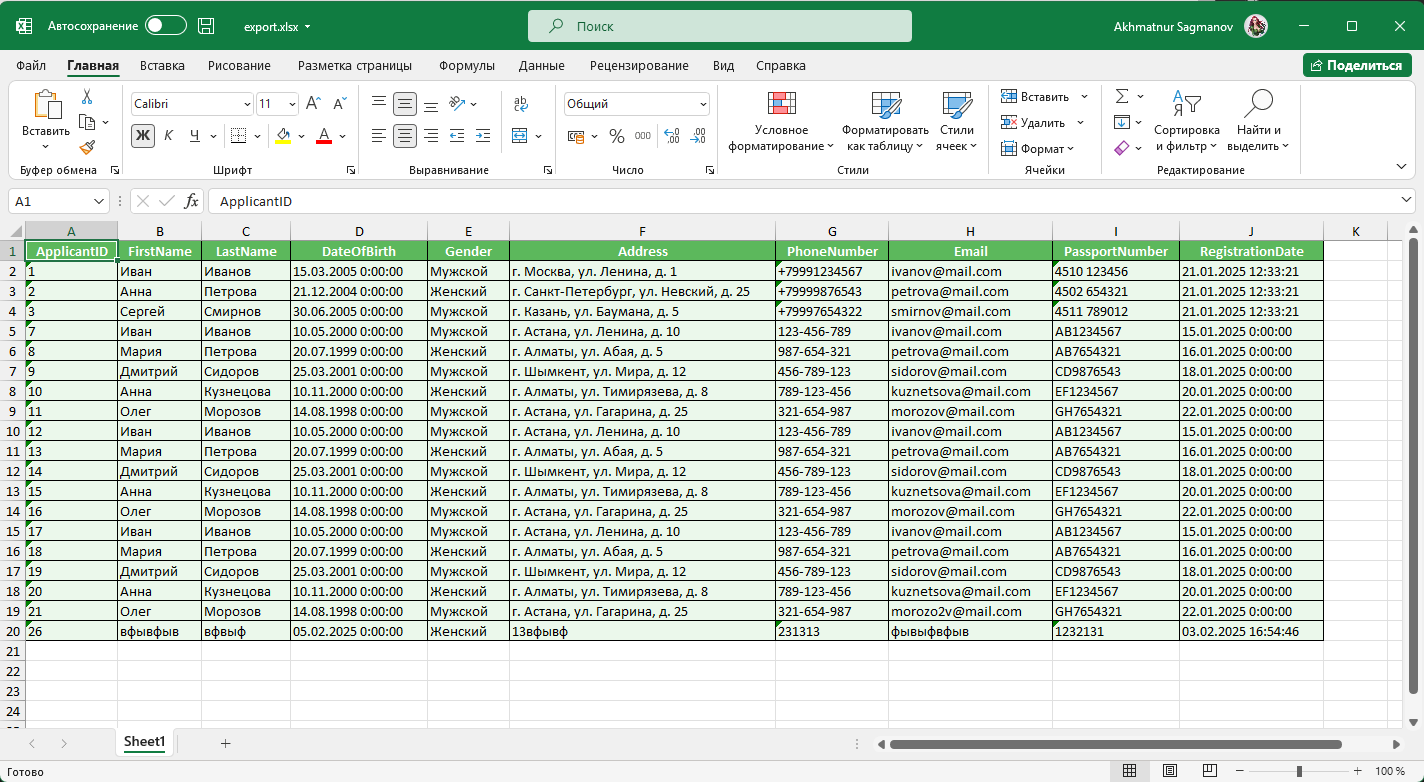 Автосохранение export.xlsx Поиск Akhmatnur Sagmanov
Файл Главная Вставка Рисование Разметка страницы Формулы Данные Рецензирование Вид Справка Поделиться
Вставить
Буфер обмена
Calibri 11
Ж К Ч А
Шрифт
Выравнивание
Общий
% 000
Число
Условное форматирование
Форматировать как таблицу
Стили ячеек
Стили
Вставить
Удалить
Формат
Ячейки
Сортировка и фильтр
Найти и выделить
Редактирование
A1 fx ApplicantID
A B C D E F G H I J K
1 ApplicantID FirstName LastName DateOfBirth Gender Address PhoneNumber Email PassportNumber RegistrationDate
2 1 Иван Иванов 15.03.2005 0:00:00 Мужской г. Москва, ул. Ленина, д. 1 +79991234567 ivanov@mail.com 4510 123456 21.01.2025 12:33:21
3 2 Анна Петрова 21.12.2004 0:00:00 Женский г. Санкт-Петербург, ул. Невский, д. 25 +79999876543 petrova@mail.com 4502 654321 21.01.2025 12:33:21
4 3 Сергей Смирнов 30.06.2005 0:00:00 Мужской г. Казань, ул. Баумана, д. 5 +79997654322 smirnov@mail.com 4511 789012 21.01.2025 12:33:21
5 7 Иван Иванов 10.05.2000 0:00:00 Мужской г. Астана, ул. Ленина, д. 10 123-456-789 ivanov@mail.com AB1234567 15.01.2025 0:00:00
6 8 Мария Петрова 20.07.1999 0:00:00 Женский г. Алматы, ул. Абая, д. 5 987-654-321 petrova@mail.com AB7654321 16.01.2025 0:00:00
7 9 Дмитрий Сидоров 25.03.2001 0:00:00 Мужской г. Шымкент, ул. Мира, д. 12 456-789-123 sidorov@mail.com CD9876543 18.01.2025 0:00:00
8 10 Анна Кузнецова 10.11.2000 0:00:00 Женский г. Алматы, ул. Тимирязева, д. 8 789-123-456 kuznetsova@mail.com EF1234567 20.01.2025 0:00:00
9 11 Олег Морозов 14.08.1998 0:00:00 Мужской г. Астана, ул. Гагарина, д. 25 321-654-987 morozov@mail.com GH7654321 22.01.2025 0:00:00
10 12 Иван Иванов 10.05.2000 0:00:00 Мужской г. Астана, ул. Ленина, д. 10 123-456-789 ivanov@mail.com AB1234567 15.01.2025 0:00:00
11 13 Мария Петрова 20.07.1999 0:00:00 Женский г. Алматы, ул. Абая, д. 5 987-654-321 petrova@mail.com AB7654321 16.01.2025 0:00:00
12 14 Дмитрий Сидоров 25.03.2001 0:00:00 Мужской г. Шымкент, ул. Мира, д. 12 456-789-123 sidorov@mail.com CD9876543 18.01.2025 0:00:00
13 15 Анна Кузнецова 10.11.2000 0:00:00 Женский г. Алматы, ул. Тимирязева, д. 8 789-123-456 kuznetsova@mail.com EF1234567 20.01.2025 0:00:00
14 16 Олег Морозов 14.08.1998 0:00:00 Мужской г. Астана, ул. Гагарина, д. 25 321-654-987 morozov@mail.com GH7654321 22.01.2025 0:00:00
15 17 Иван Иванов 10.05.2000 0:00:00 Мужской г. Астана, ул. Ленина, д. 10 123-456-789 ivanov@mail.com AB1234567 15.01.2025 0:00:00
16 18 Мария Петрова 20.07.1999 0:00:00 Женский г. Алматы, ул. Абая, д. 5 987-654-321 petrova@mail.com AB7654321 16.01.2025 0:00:00
17 19 Дмитрий Сидоров 25.03.2001 0:00:00 Мужской г. Шымкент, ул. Мира, д. 12 456-789-123 sidorov@mail.com CD9876543 18.01.2025 0:00:00
18 20 Анна Кузнецова 10.11.2000 0:00:00 Женский г. Алматы, ул. Тимирязева, д. 8 789-123-456 kuznetsova@mail.com EF1234567 20.01.2025 0:00:00
19 21 Олег Морозов 14.08.1998 0:00:00 Мужской г. Астана, ул. Гагарина, д. 25 321-654-987 morozo2v@mail.com GH7654321 22.01.2025 0:00:00
20 26 вфывфыв вфвыф 05.02.2025 0:00:00 Женский 13вфывф 231313 фывыфвфыв 1232131 03.02.2025 16:54:46
21
22
23
24
Sheet1
Готово 100 %